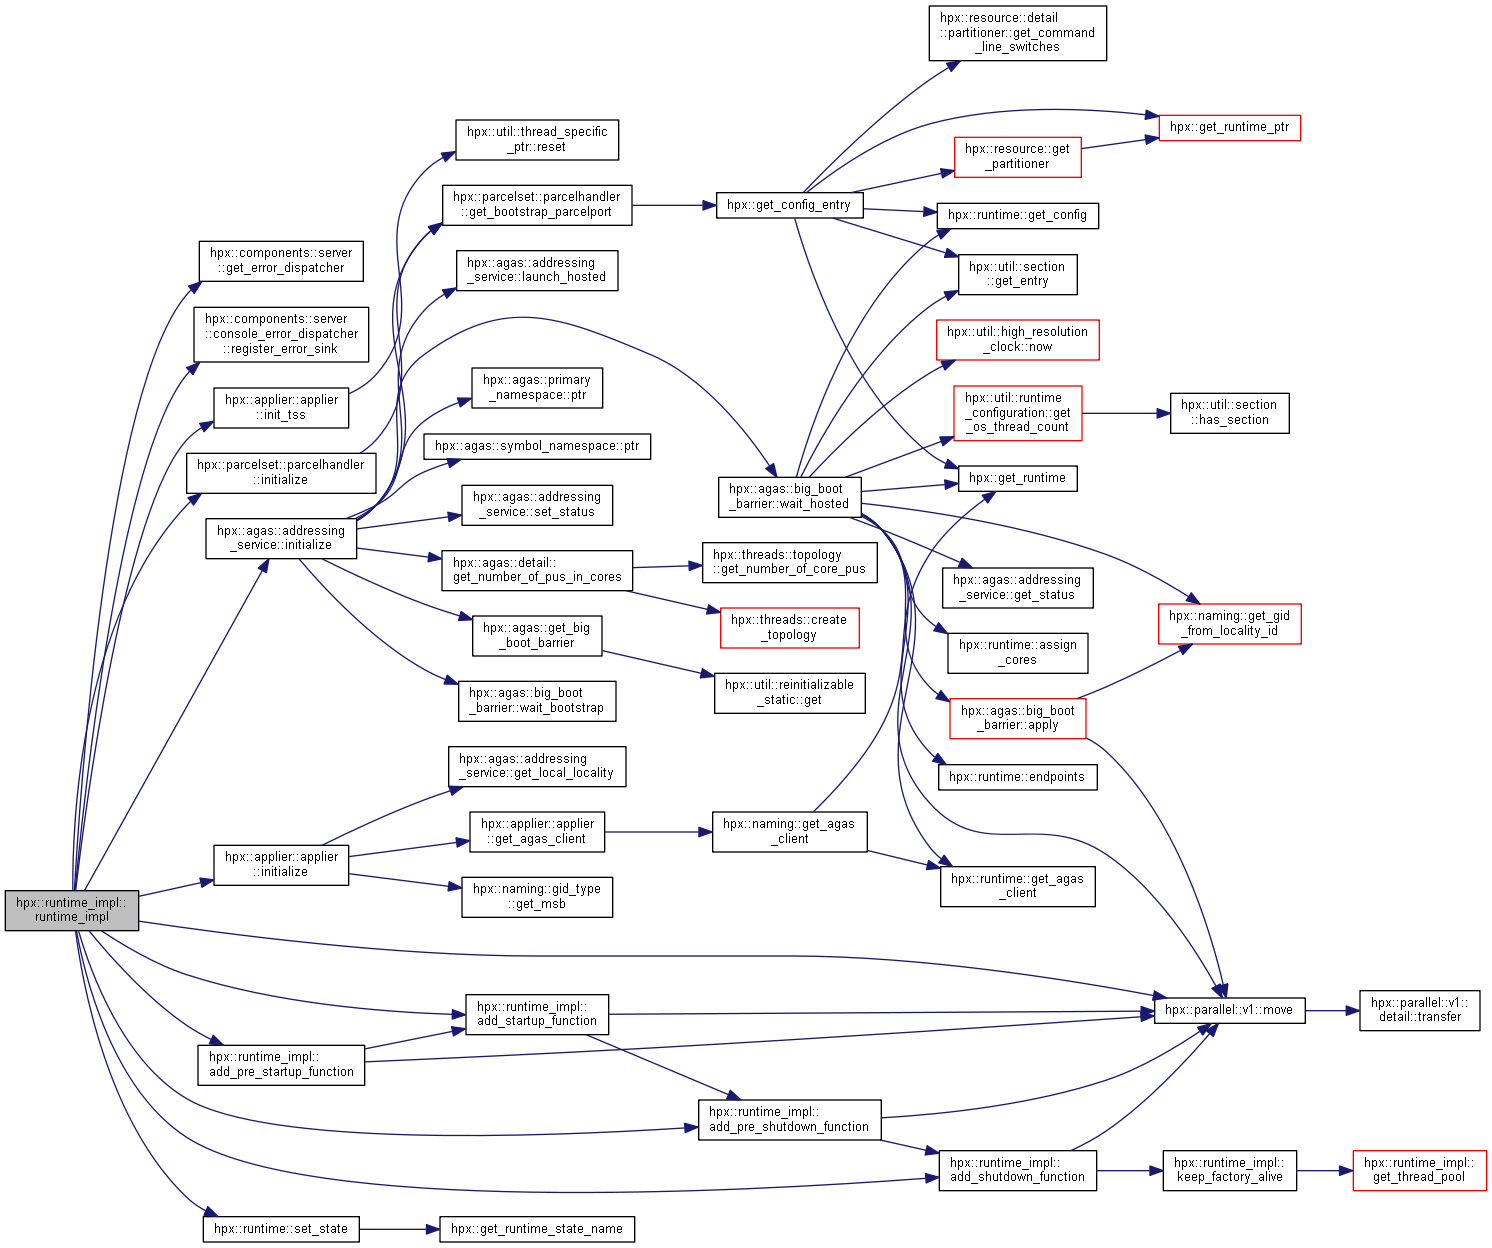 hpx::resource::detail
::partitioner::get_command
_line_switches
hpx::util::thread_specific
_ptr::reset
hpx::get_runtime_ptr
hpx::resource::get
_partitioner
hpx::parcelset::parcelhandler
::get_bootstrap_parcelport
hpx::get_config_entry
hpx::runtime::get_config
hpx::components::server
::get_error_dispatcher
hpx::agas::addressing
_service::launch_hosted
hpx::util::section
::get_entry
hpx::components::server
::console_error_dispatcher
::register_error_sink
hpx::util::high_resolution
_clock::now
hpx::applier::applier
::init_tss
hpx::agas::primary
_namespace::ptr
hpx::util::runtime
_configuration::get
_os_thread_count
hpx::util::section
::has_section
hpx::agas::symbol_namespace::ptr
hpx::parcelset::parcelhandler
::initialize
hpx::get_runtime
hpx::agas::big_boot
_barrier::wait_hosted
hpx::agas::addressing
_service::set_status
hpx::agas::addressing
_service::initialize
hpx::agas::detail::
get_number_of_pus_in_cores
hpx::threads::topology
::get_number_of_core_pus
hpx::agas::addressing
_service::get_status
hpx::threads::create
_topology
hpx::naming::get_gid
_from_locality_id
hpx::agas::get_big
_boot_barrier
hpx::runtime::assign
_cores
hpx::util::reinitializable
_static::get
hpx::agas::big_boot
_barrier::wait_bootstrap
hpx::agas::big_boot
_barrier::apply
hpx::agas::addressing
_service::get_local_locality
hpx::runtime::endpoints
hpx::applier::applier
::get_agas_client
hpx::naming::get_agas
_client
hpx::applier::applier
::initialize
hpx::runtime::get_agas
_client
hpx::naming::gid_type
::get_msb
hpx::runtime_impl::
runtime_impl
hpx::runtime_impl::
add_startup_function
hpx::parallel::v1::move
hpx::parallel::v1::
detail::transfer
hpx::runtime_impl::
add_pre_startup_function
hpx::runtime_impl::
add_pre_shutdown_function
hpx::runtime_impl::
add_shutdown_function
hpx::runtime_impl::
keep_factory_alive
hpx::runtime_impl::
get_thread_pool
hpx::runtime::set_state
hpx::get_runtime_state_name